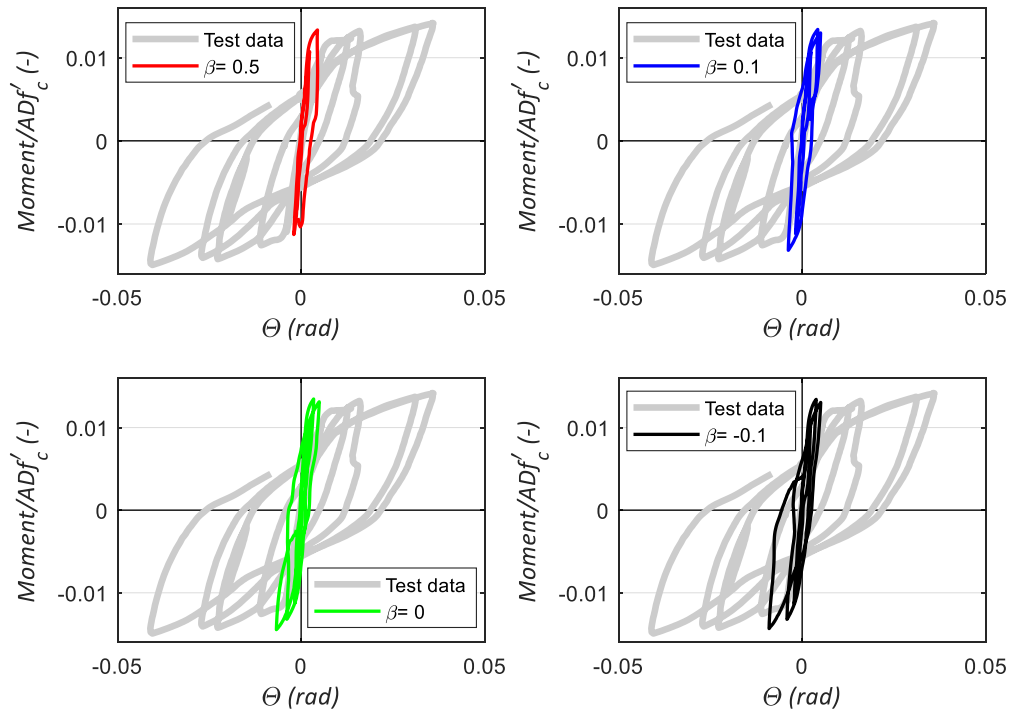 Moment/ADf′c (-)
0.01
0
-0.01
Test data
β= 0.5
-0.05
0
0.05
Θ (rad)
Moment/ADf′c (-)
0.01
0
-0.01
Test data
β= 0.1
-0.05
0
0.05
Θ (rad)
Moment/ADf′c (-)
0.01
0
-0.01
Test data
β= 0
-0.05
0
0.05
Θ (rad)
Moment/ADf′c (-)
0.01
0
-0.01
Test data
β= -0.1
-0.05
0
0.05
Θ (rad)